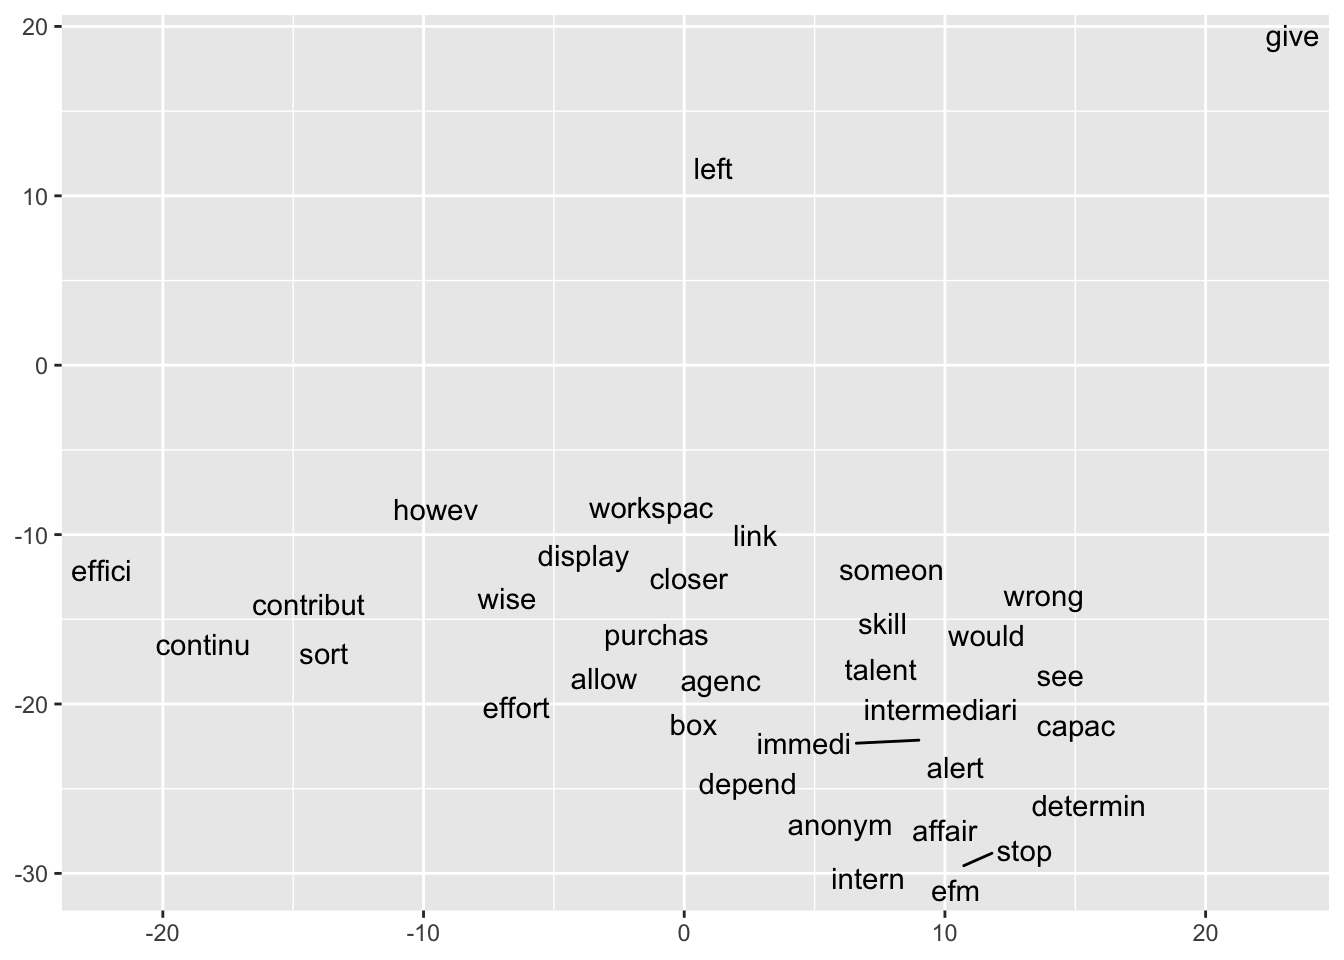 20
give
left
10
0
howev
workspac
-10
link
display
someon
effici
closer
wrong
wise
contribut
skill
purchas
would
continu
sort
talent
see
allow
agenc
-20
effort
intermediari
box
capac
immedi
alert
depend
determin
anonym
affair
stop
-30
intern
efm
-20 -10 0 10 20